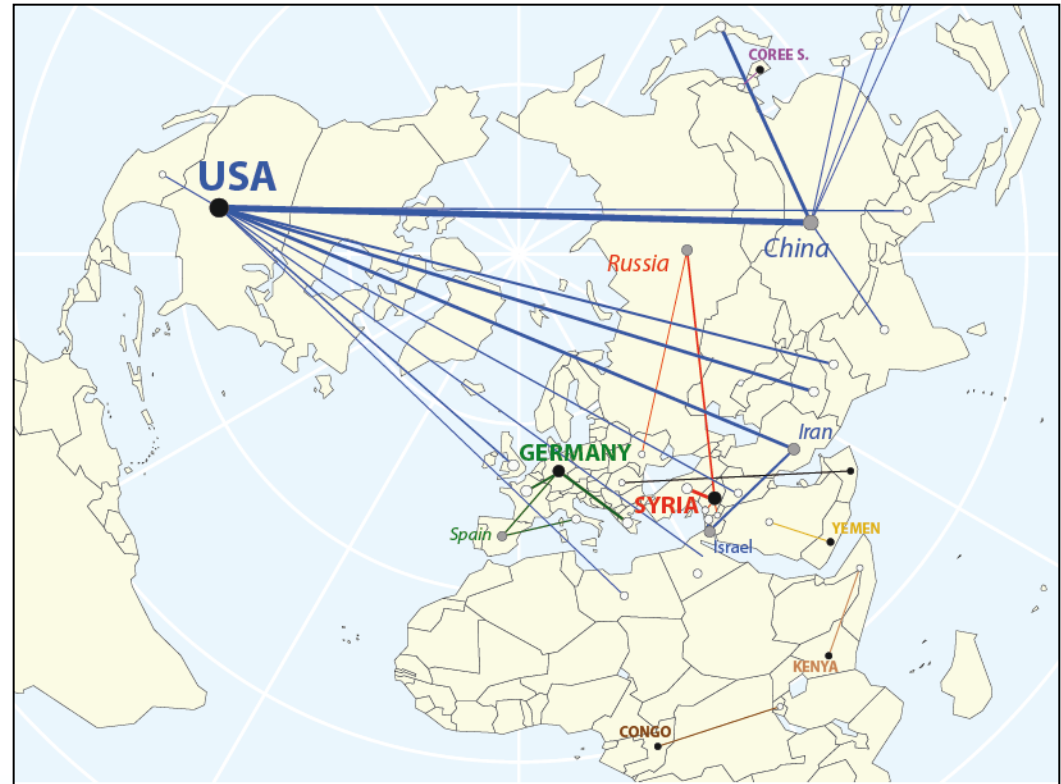 COREE S.
USA
China
Russia
Iran
GERMANY
SYRIA
Spain
Israel
YEMEN
KENYA
CONGO